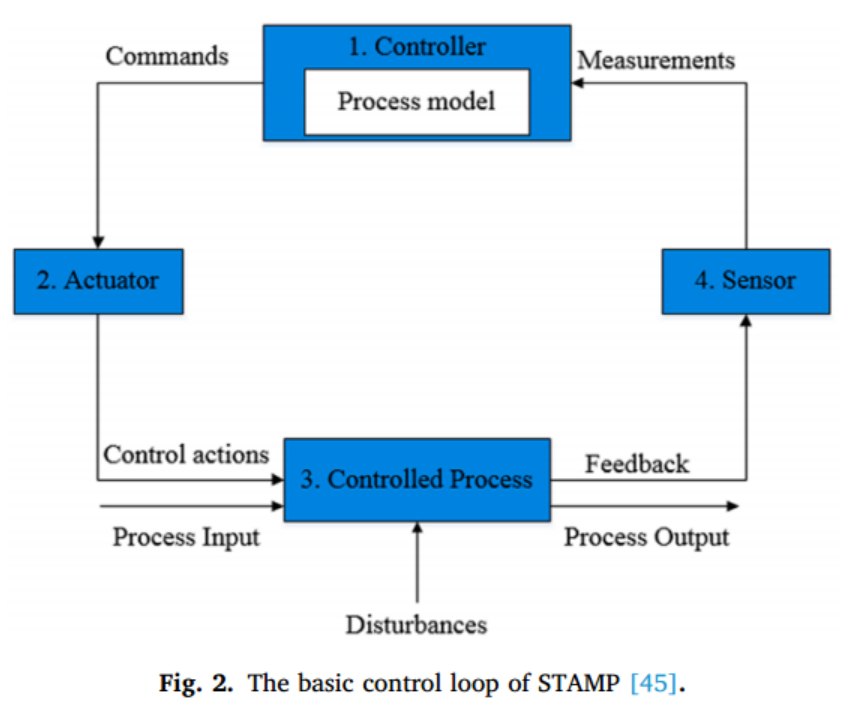 Commands
1. Controller
Measurements
Process model
2. Actuator
4. Sensor
Control actions
3. Controlled Process
Feedback
Process Input
Process Output
Disturbances
Fig. 2. The basic control loop of STAMP [45].